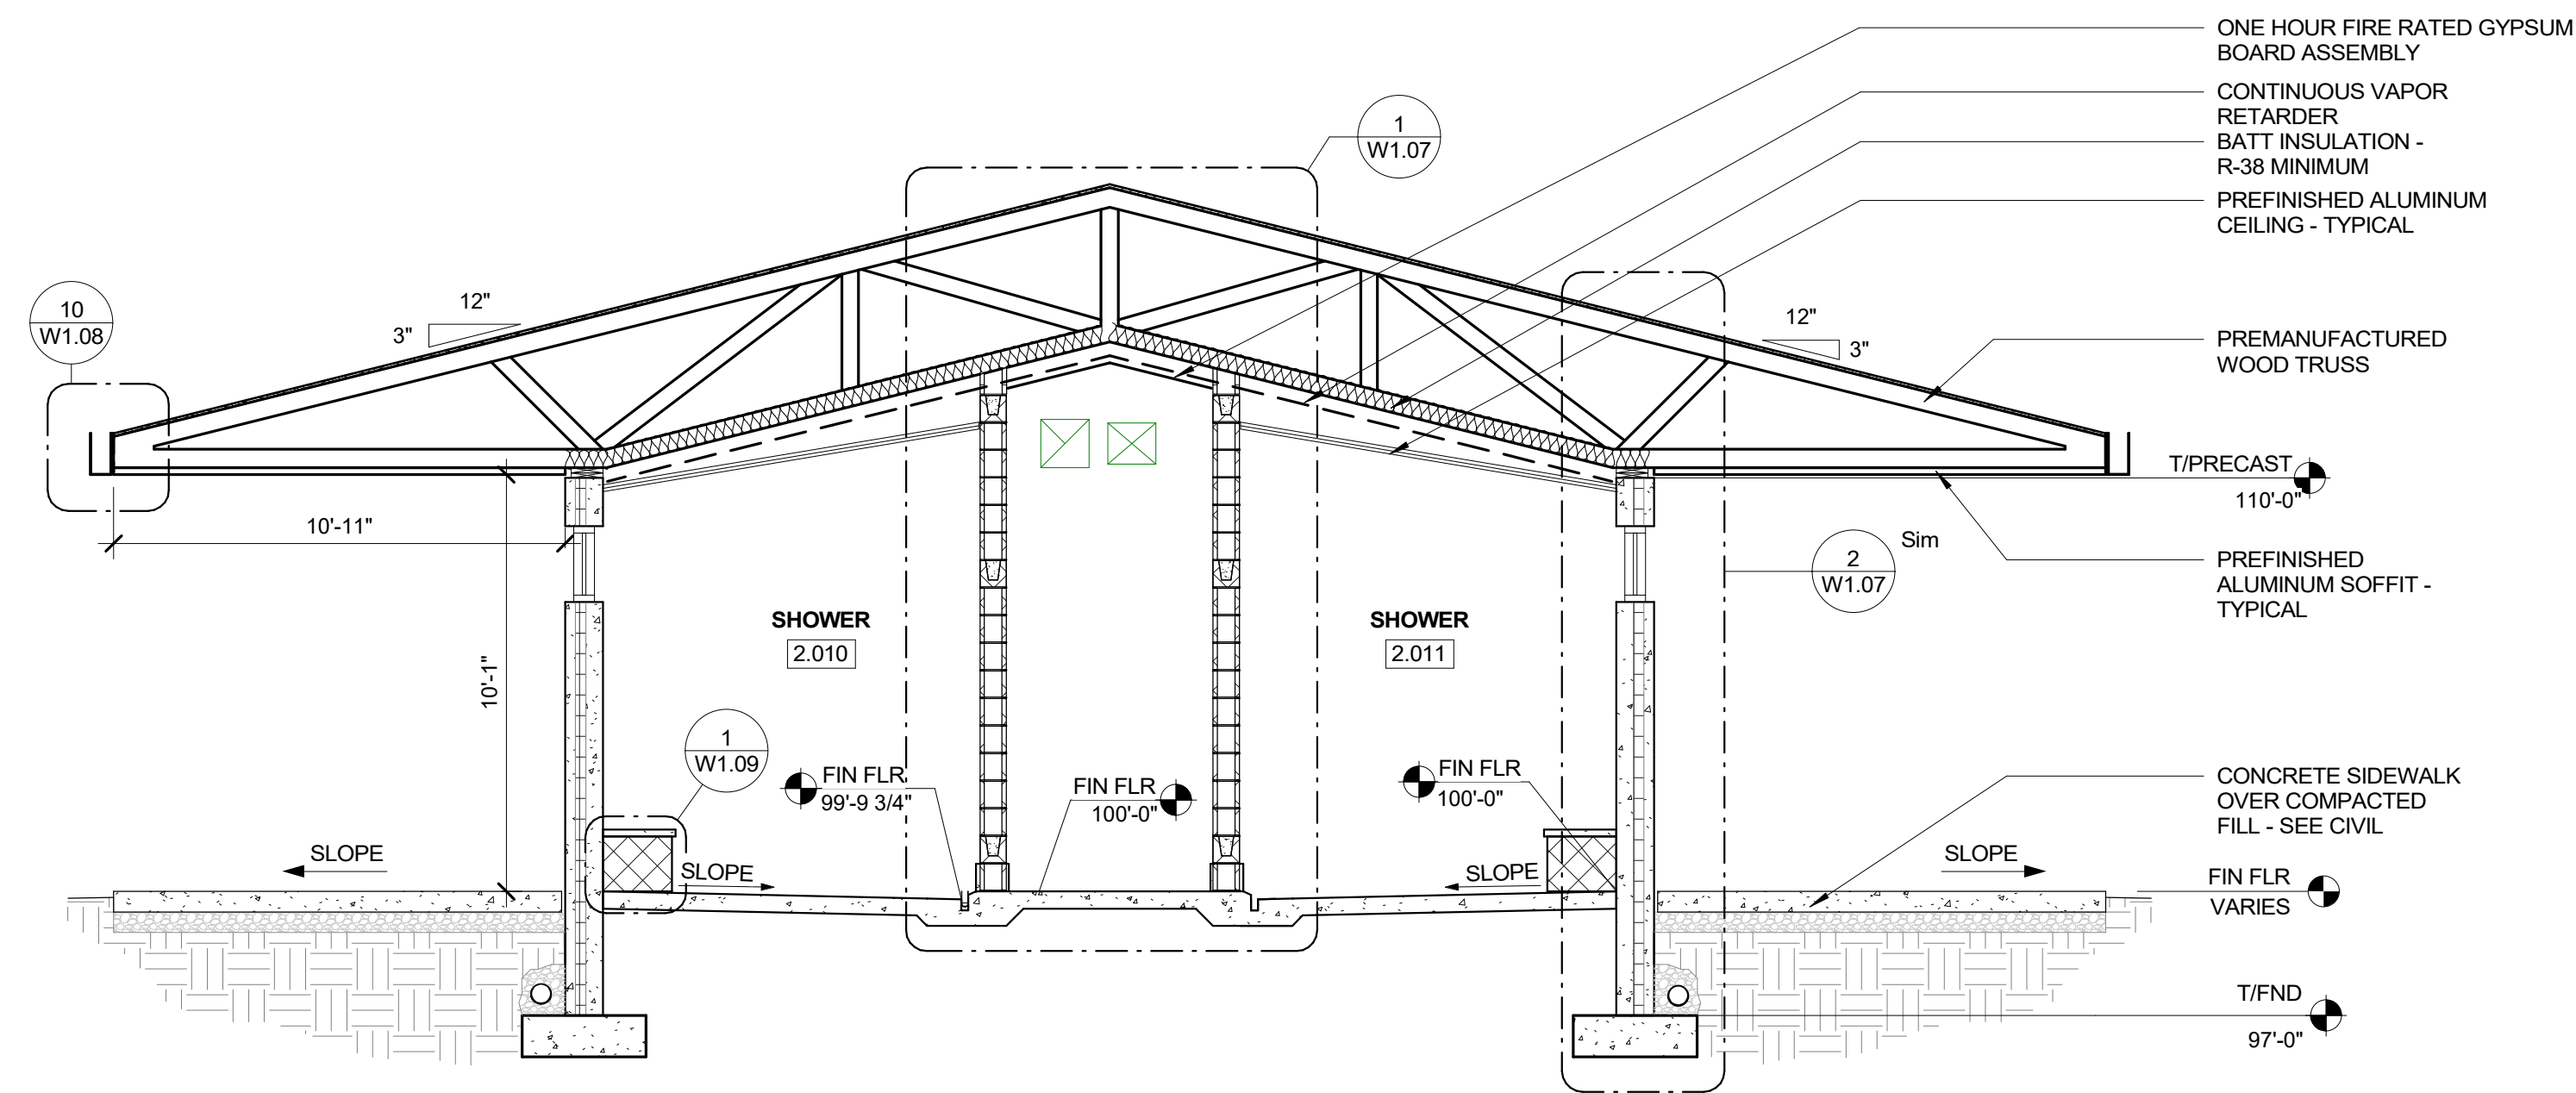 ONE HOUR FIRE RATED GYPSUM
BOARD ASSEMBLY
CONTINUOUS VAPOR
RETARDER
BATT INSULATION -
R-38 MINIMUM
PREFINISHED ALUMINUM
CEILING - TYPICAL
1
W1.07
10
W1.08
12"
3"
12"
3"
PREMANUFACTURED
WOOD TRUSS
T/PRECAST
110'-0"
10'-11"
2
W1.07
Sim
PREFINISHED
ALUMINUM SOFFIT -
TYPICAL
SHOWER
2.010
SHOWER
2.011
10'-1"
1
W1.09
FIN FLR
99'-9 3/4"
FIN FLR
100'-0"
FIN FLR
100'-0"
CONCRETE SIDEWALK
OVER COMPACTED
FILL - SEE CIVIL
SLOPE
SLOPE
SLOPE
SLOPE
FIN FLR
VARIES
T/FND
97'-0"